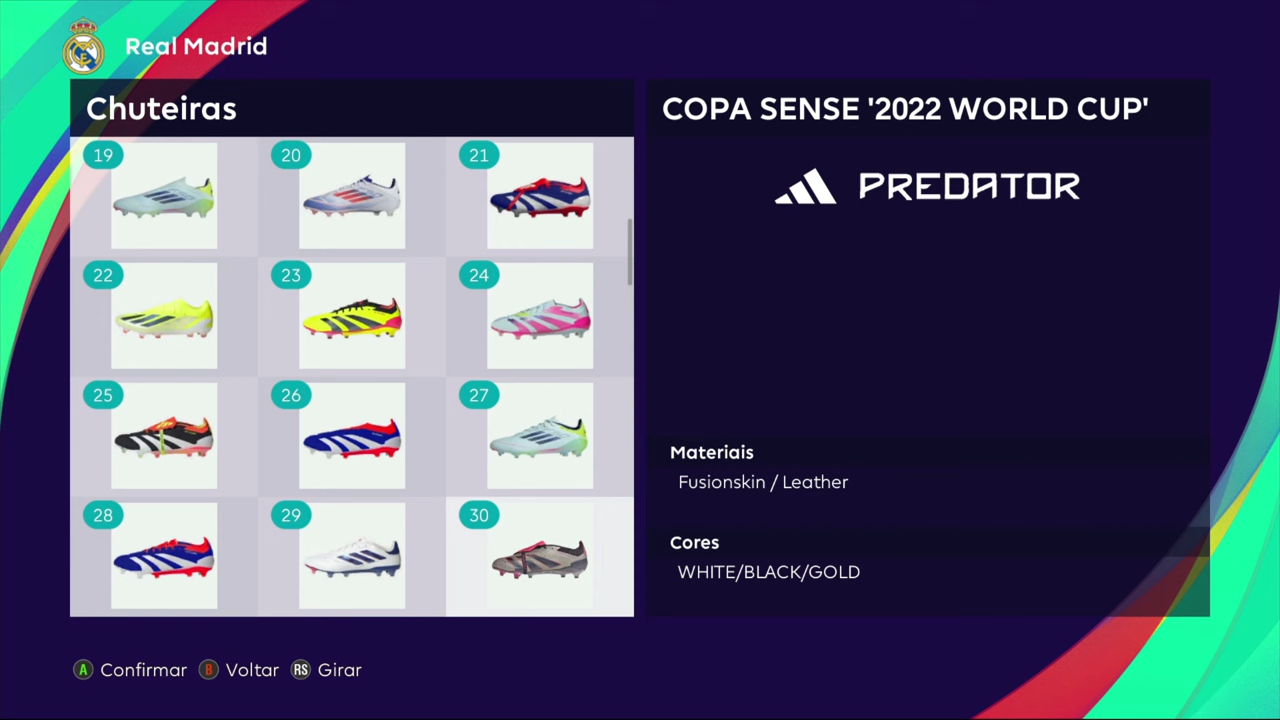 Real Madrid
Chuteiras
19
20
21
22
23
24
25
26
27
28
29
30
COPA SENSE '2022 WORLD CUP'
PREDATOR
Materiais
Fusionskin / Leather
Cores
WHITE/BLACK/GOLD
A Confirmar B Voltar RS Girar